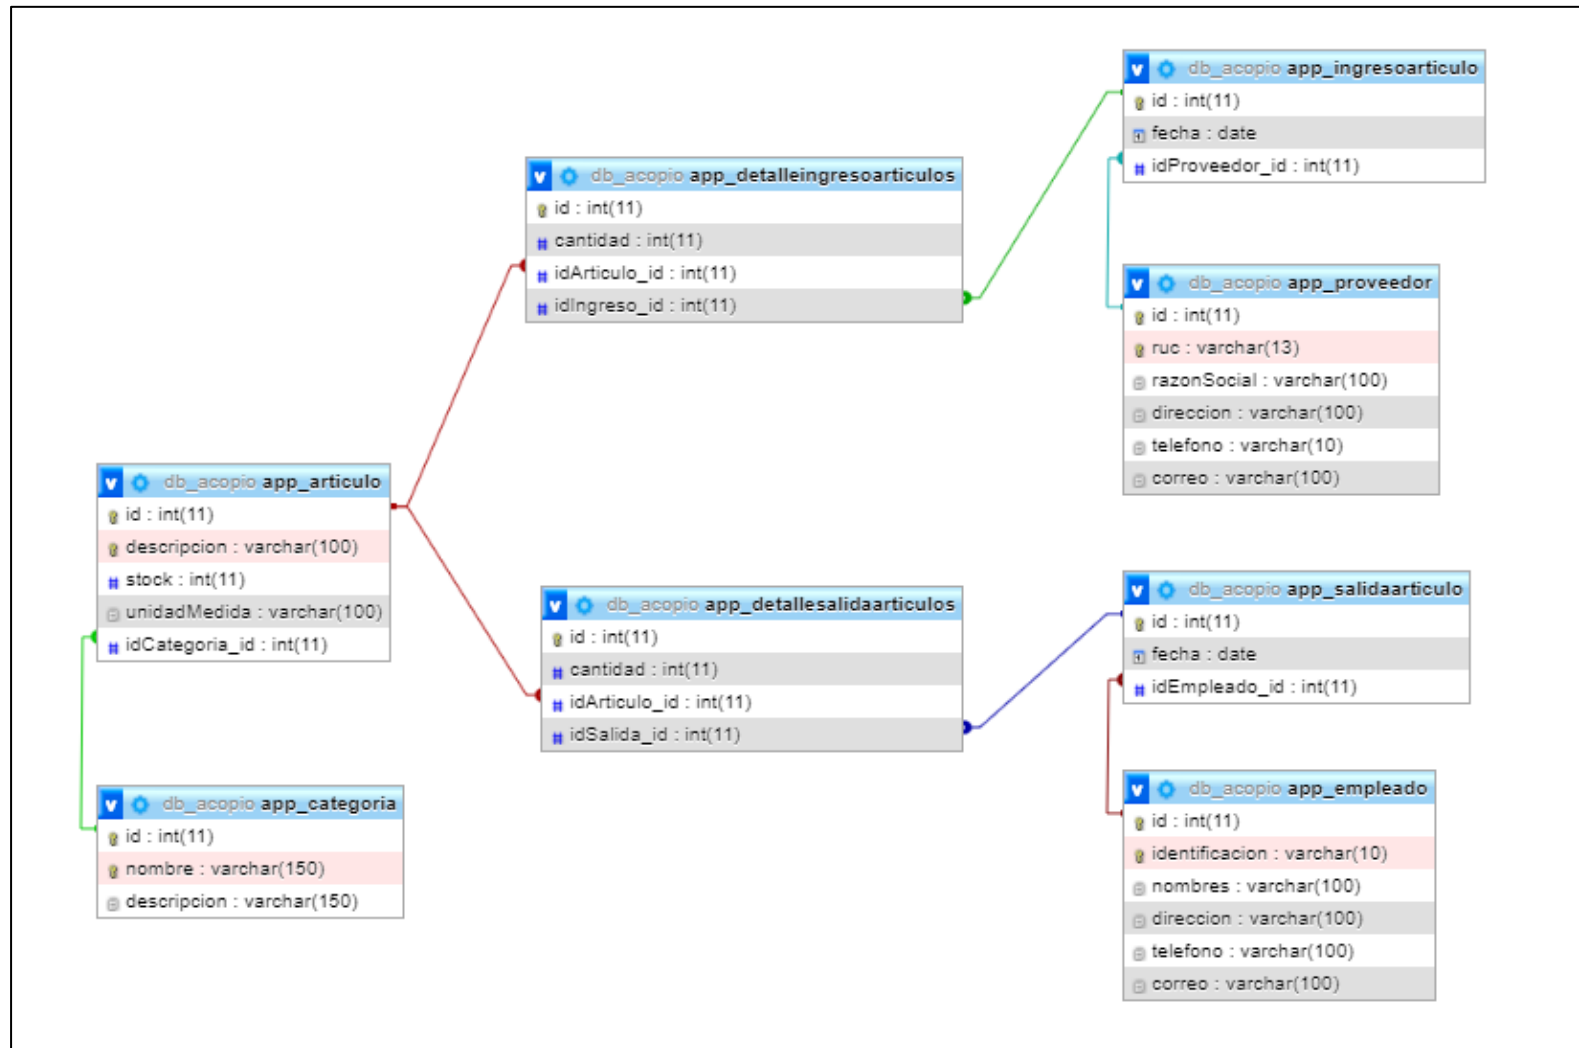 db_acopio app_ingresoarticulo
id : int(11)
fecha : date
idProveedor_id : int(11)
db_acopio app_detalleingresoarticulos
id : int(11)
cantidad : int(11)
idArticulo_id : int(11)
idIngreso_id : int(11)
db_acopio app_proveedor
id : int(11)
ruc : varchar(13)
razonSocial : varchar(100)
direccion : varchar(100)
telefono : varchar(10)
correo : varchar(100)
db_acopio app_articulo
id : int(11)
descripcion : varchar(100)
stock : int(11)
unidadMedida : varchar(100)
idCategoria_id : int(11)
db_acopio app_detallesalidaarticulos
id : int(11)
cantidad : int(11)
idArticulo_id : int(11)
idSalida_id : int(11)
db_acopio app_salidaarticulo
id : int(11)
fecha : date
idEmpleado_id : int(11)
db_acopio app_categoria
id : int(11)
nombre : varchar(150)
descripcion : varchar(150)
db_acopio app_empleado
id : int(11)
identificacion : varchar(10)
nombres : varchar(100)
direccion : varchar(100)
telefono : varchar(100)
correo : varchar(100)